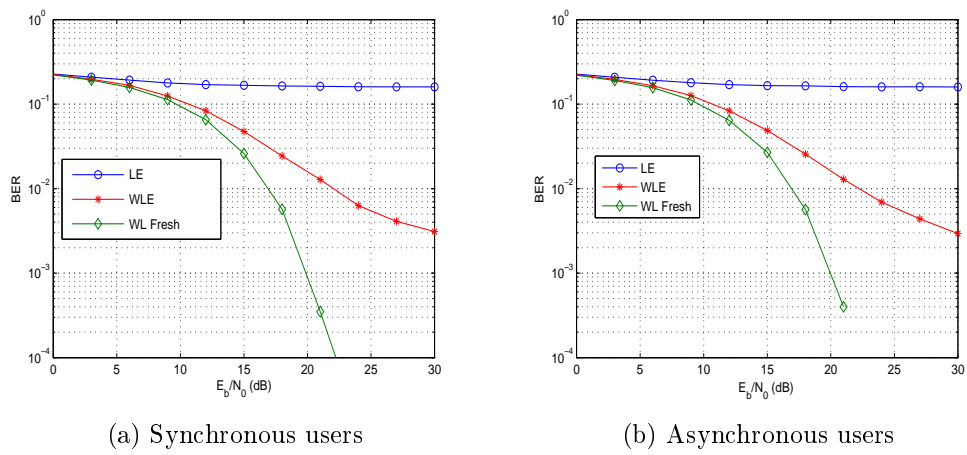 10^0
10^−1
10^−2
10^−3
10^−4
BER
0 5 10 15 20 25 30
E_b/N_0 (dB)
LE
WLE
WL Fresh
(a) Synchronous users
10^0
10^−1
10^−2
10^−3
10^−4
BER
0 5 10 15 20 25 30
E_b/N_0 (dB)
LE
WLE
WL Fresh
(b) Asynchronous users